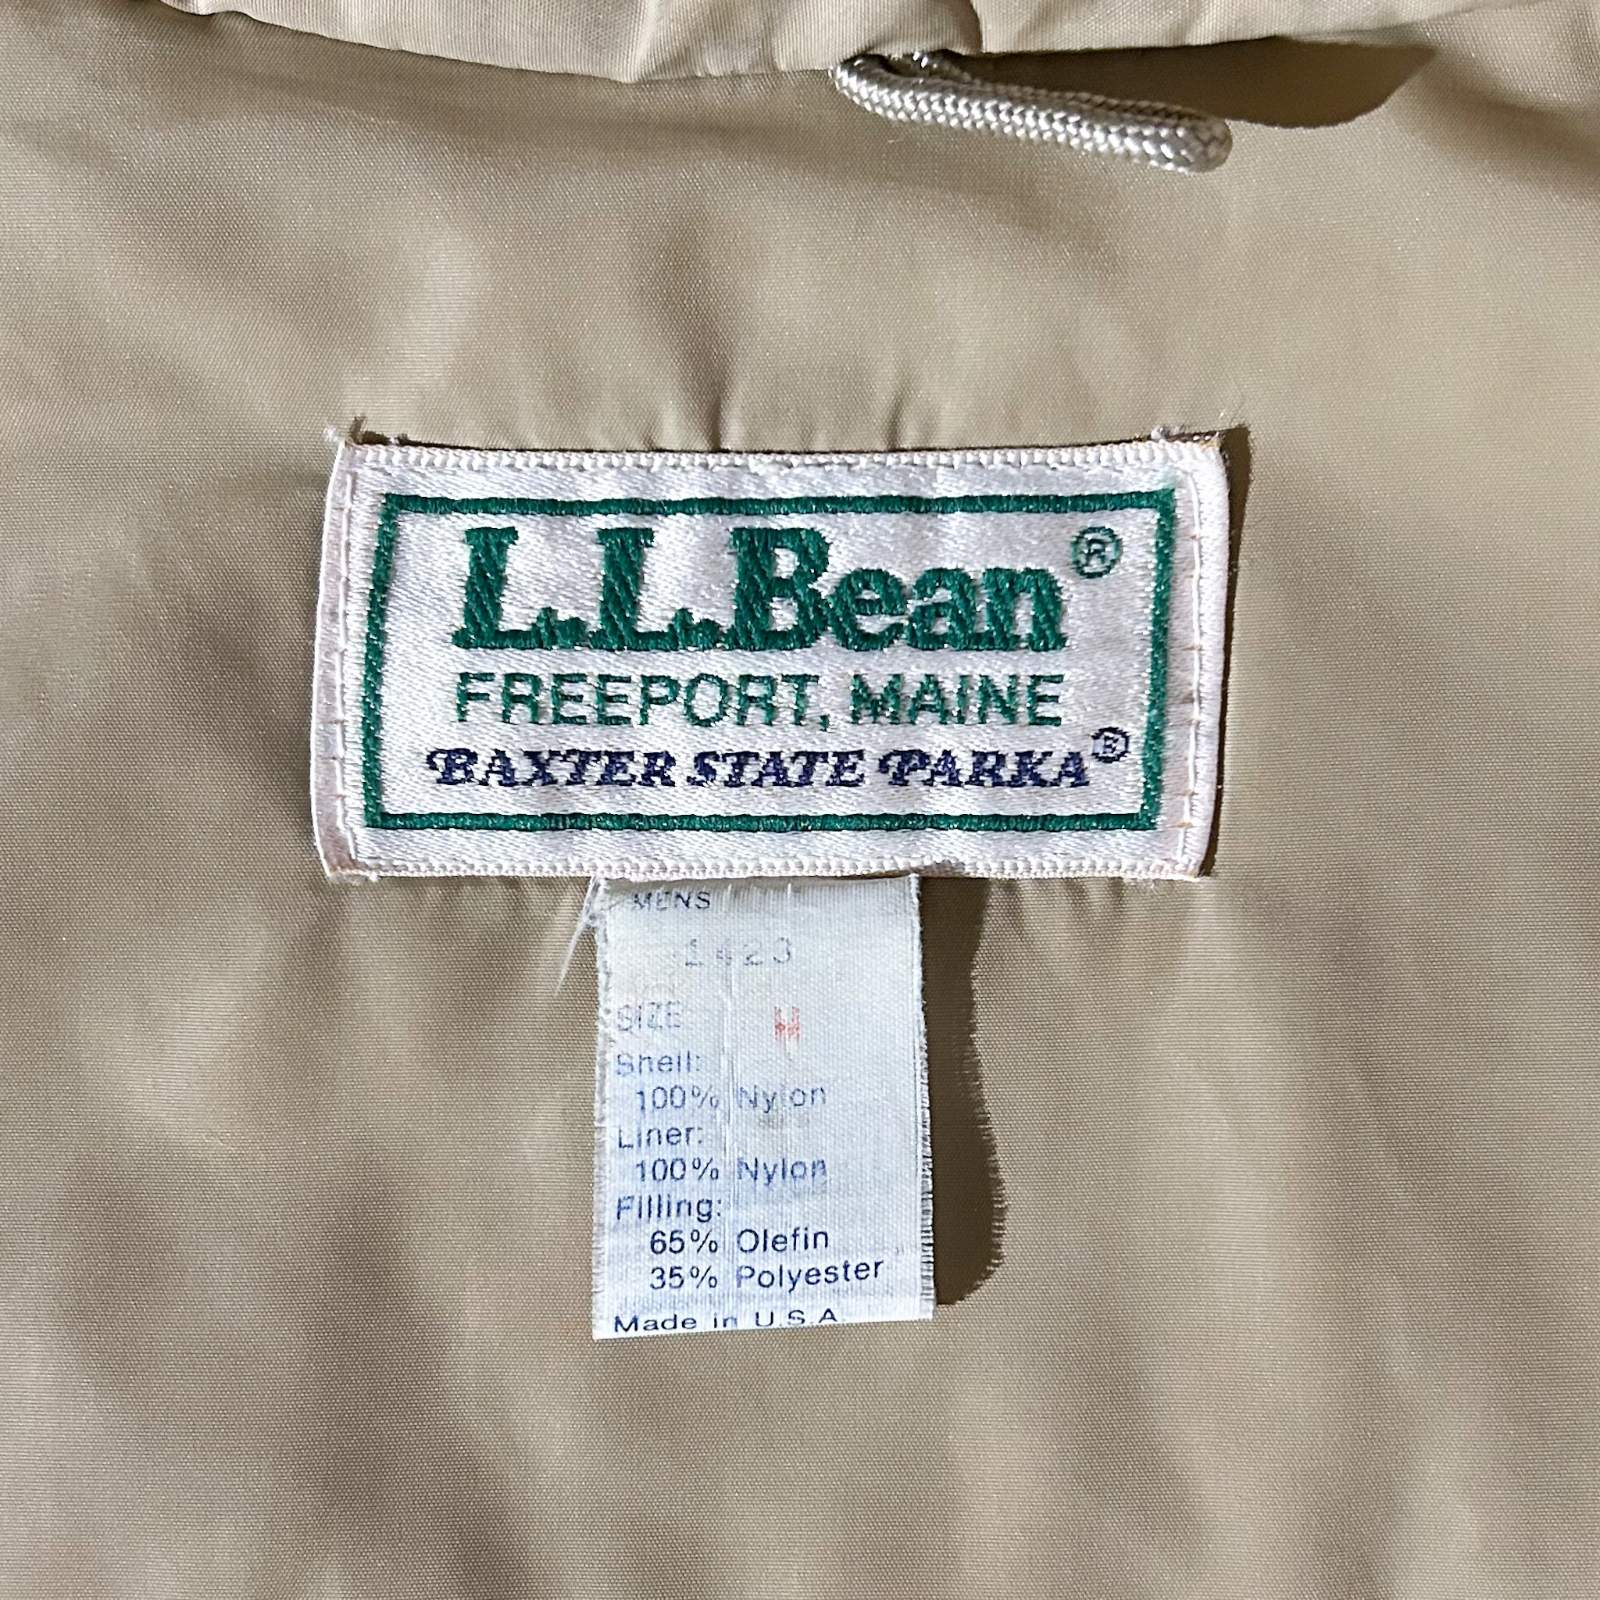 L.L.Bean®
FREEPORT, MAINE
BAXTER STATE PARKA®
MENS
1423
SIZE M
Shell:
100% Nylon
Liner:
100% Nylon
Filling:
65% Olefin
35% Polyester
Made in U.S.A.